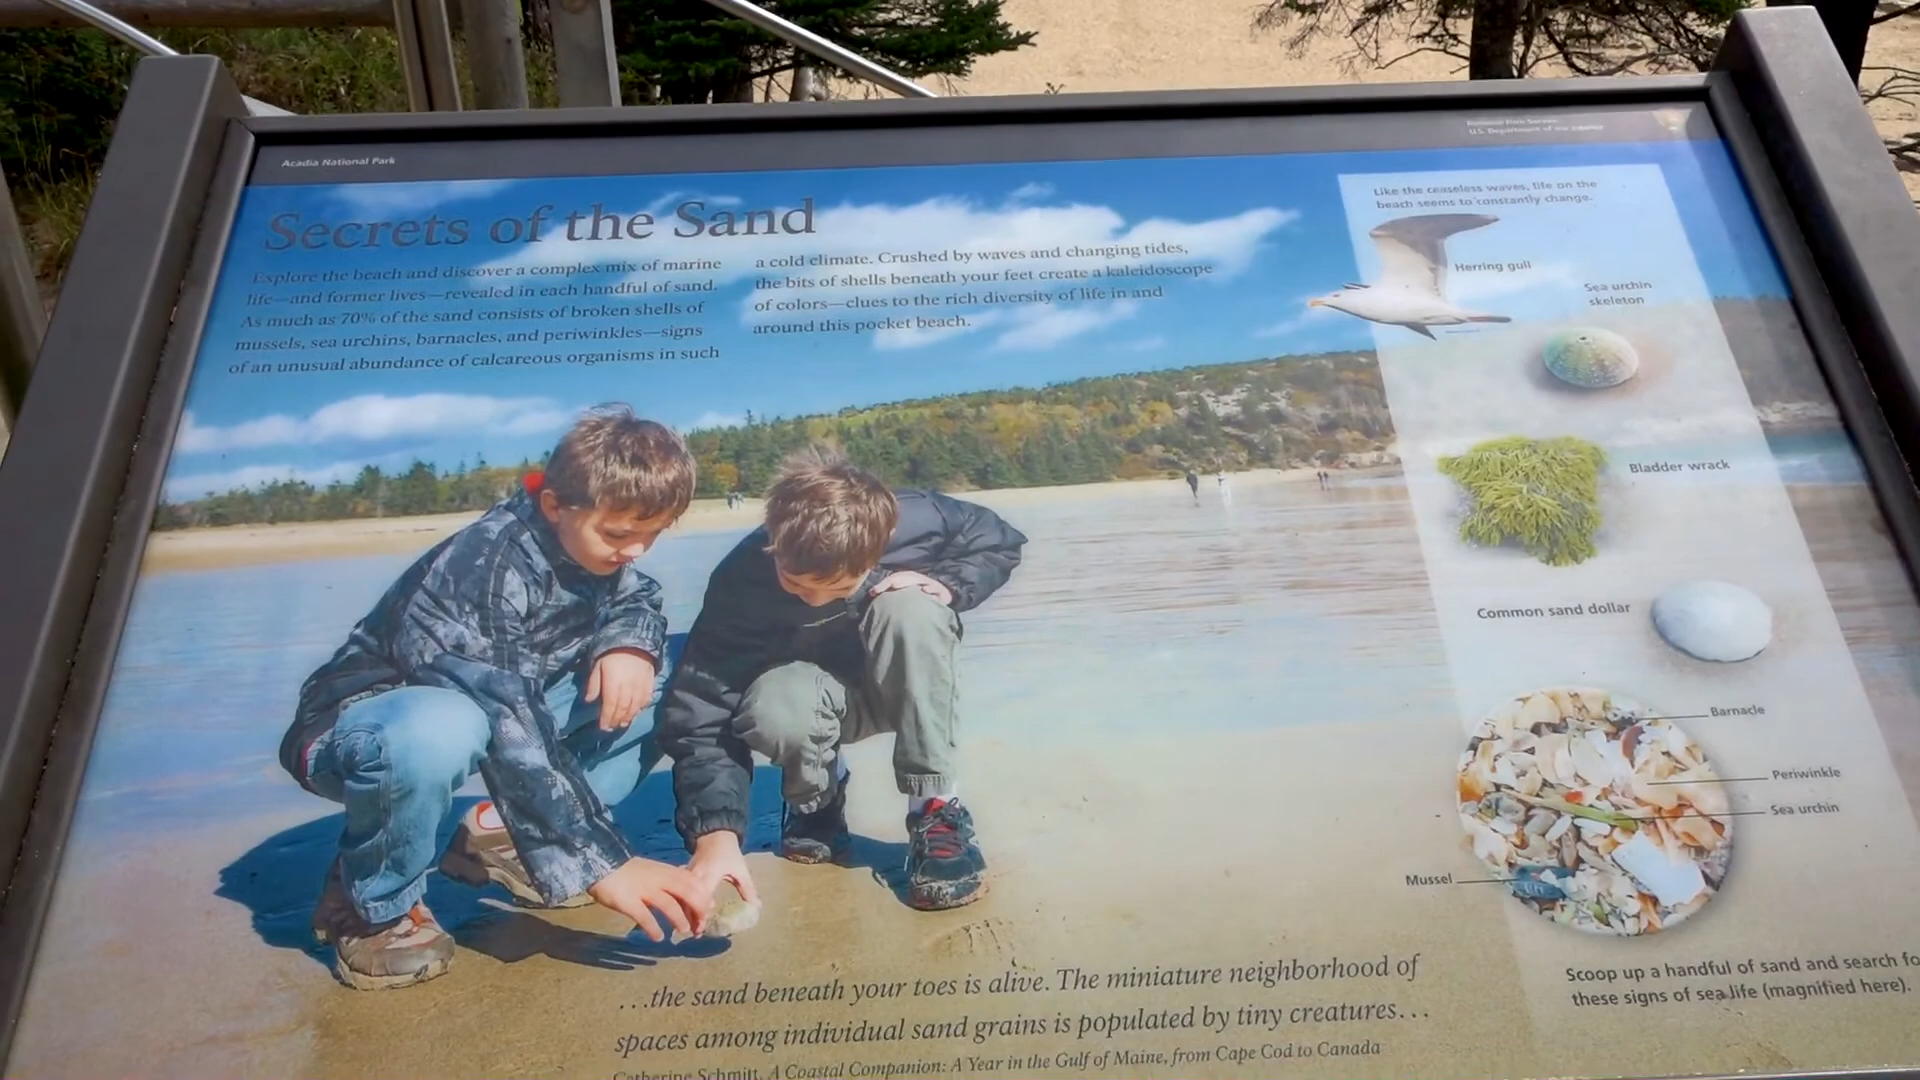 Acadia National Park
National Park Service
U.S. Department of the Interior
Secrets of the Sand
Explore the beach and discover a complex mix of marine
life—and former lives—revealed in each handful of sand.
As much as 70% of the sand consists of broken shells of
mussels, sea urchins, barnacles, and periwinkles—signs
of an unusual abundance of calcareous organisms in such
a cold climate. Crushed by waves and changing tides,
the bits of shells beneath your feet create a kaleidoscope
of colors—clues to the rich diversity of life in and
around this pocket beach.
Like the ceaseless waves, life on the
beach seems to constantly change.
Herring gull
Sea urchin
skeleton
Bladder wrack
Common sand dollar
Barnacle
Periwinkle
Sea urchin
Mussel
Scoop up a handful of sand and search fo
these signs of sea life (magnified here).
...the sand beneath your toes is alive. The miniature neighborhood of
spaces among individual sand grains is populated by tiny creatures...
Catherine Schmitt, A Coastal Companion: A Year in the Gulf of Maine, from Cape Cod to Canada